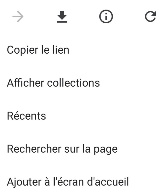 Copier le lien
Afficher collections
Récents
Rechercher sur la page
Ajouter à l'écran d'accueil